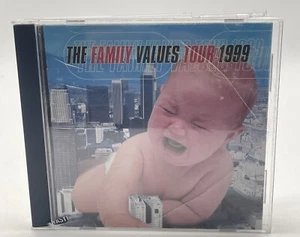 THE FAMILY VALUES TOUR 1999